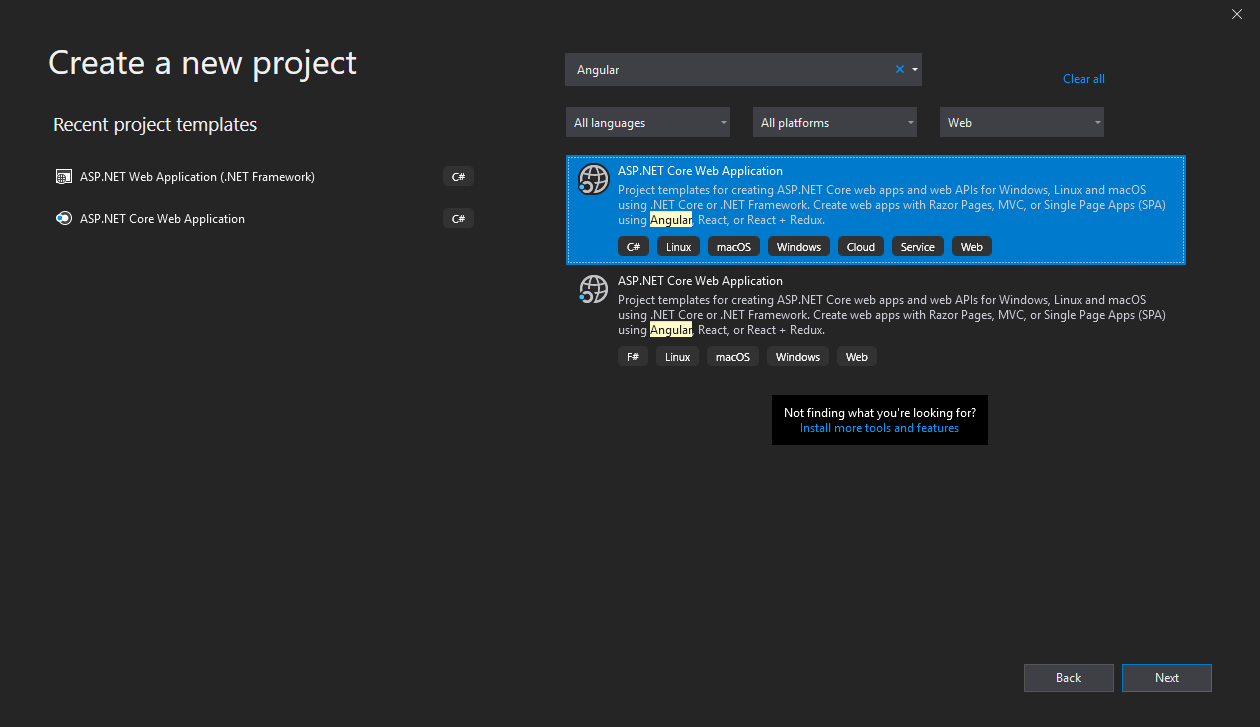 Create a new project
Recent project templates
ASP.NET Web Application (.NET Framework)
C#
ASP.NET Core Web Application
C#
Angular
Clear all
All languages
All platforms
Web
ASP.NET Core Web Application
Project templates for creating ASP.NET Core web apps and web APIs for Windows, Linux and macOS
using .NET Core or .NET Framework. Create web apps with Razor Pages, MVC, or Single Page Apps (SPA)
using Angular, React, or React + Redux.
C# Linux macOS Windows Cloud Service Web
ASP.NET Core Web Application
Project templates for creating ASP.NET Core web apps and web APIs for Windows, Linux and macOS
using .NET Core or .NET Framework. Create web apps with Razor Pages, MVC, or Single Page Apps (SPA)
using Angular, React, or React + Redux.
F# Linux macOS Windows Web
Not finding what you're looking for?
Install more tools and features
Back
Next